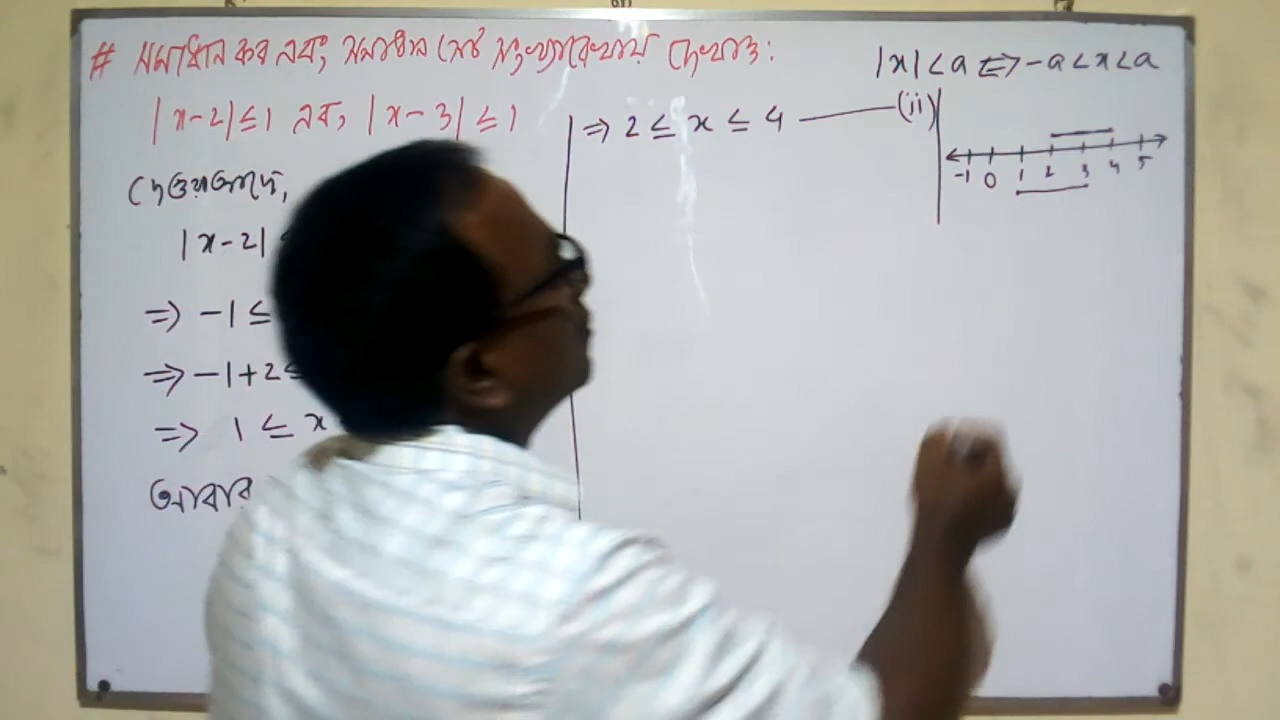 # সমাধান কর এবং সমাধান সেট সংখ্যারেখায় দেখাও:
|x-2| ≤ 1 এবং |x-3| ≤ 1
দেওয়া আছে,
|x-2|
⇒ -1 ≤
⇒ -1+2 ≤
⇒ 1 ≤ x
আবার
⇒ 2 ≤ x ≤ 4 —— (ii)
|x| < a ⇔ -a < x < a
-1 0 1 2 3 4 5